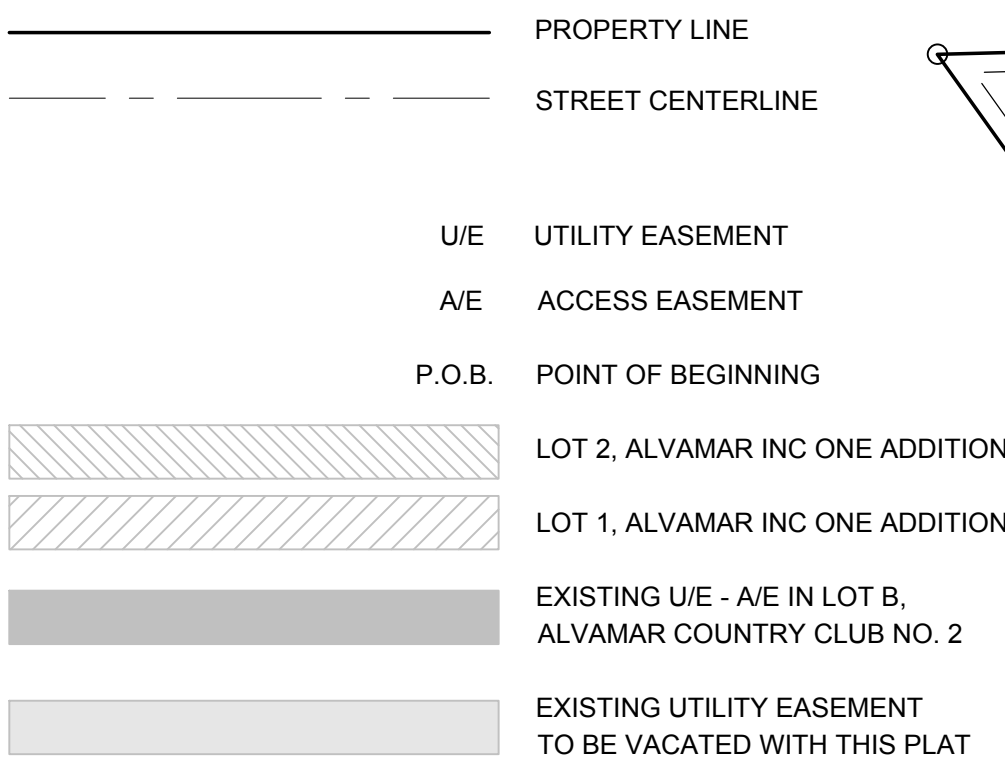 PROPERTY LINE
STREET CENTERLINE
U/E UTILITY EASEMENT
A/E ACCESS EASEMENT
P.O.B. POINT OF BEGINNING
LOT 2, ALVAMAR INC ONE ADDITION
LOT 1, ALVAMAR INC ONE ADDITION
EXISTING U/E - A/E IN LOT B,
ALVAMAR COUNTRY CLUB NO. 2
EXISTING UTILITY EASEMENT
TO BE VACATED WITH THIS PLAT